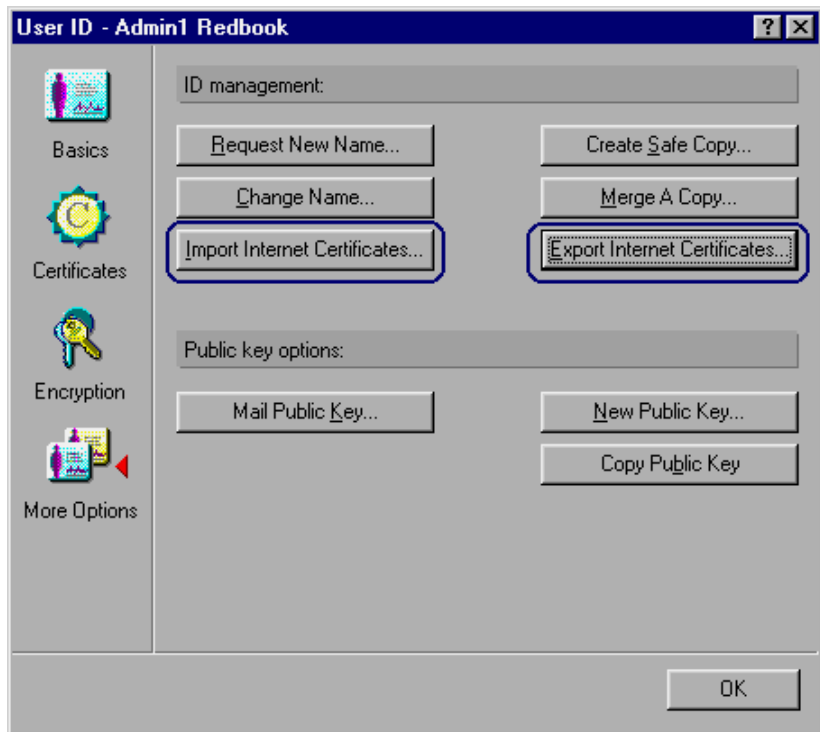 User ID - Admin1 Redbook
Basics
Certificates
Encryption
More Options
ID management:
Request New Name...
Create Safe Copy...
Change Name...
Merge A Copy...
Import Internet Certificates...
Export Internet Certificates...
Public key options:
Mail Public Key...
New Public Key...
Copy Public Key
OK